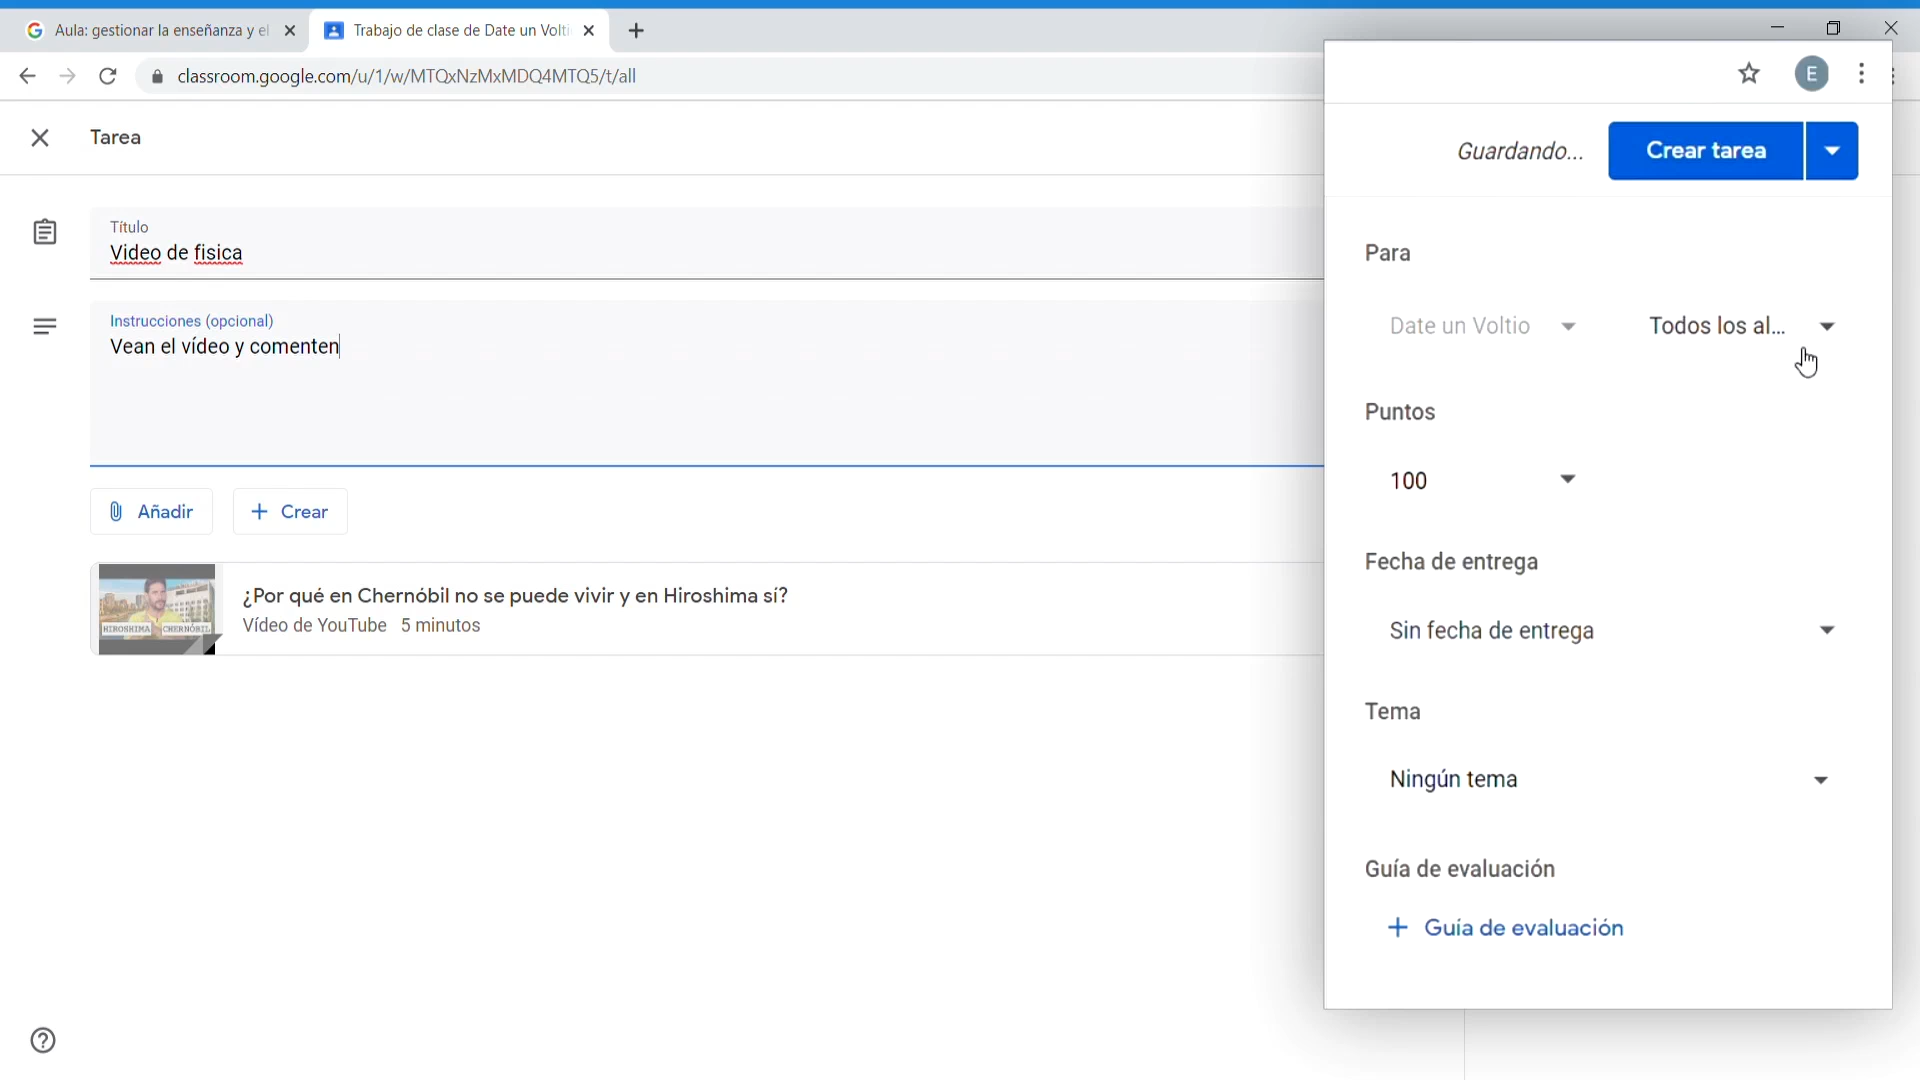 Aula: gestionar la enseñanza y el
Trabajo de clase de Date un Volti
classroom.google.com/u/1/w/MTQxNzMxMDQ4MTQ5/t/all
E
Tarea
Guardando...
Crear tarea
Título
Video de fisica
Instrucciones (opcional)
Vean el vídeo y comenten
Añadir
Crear
HIROSHIMA CHERNÓBIL
¿Por qué en Chernóbil no se puede vivir y en Hiroshima sí?
Vídeo de YouTube 5 minutos
Para
Date un Voltio
Todos los al...
Puntos
100
Fecha de entrega
Sin fecha de entrega
Tema
Ningún tema
Guía de evaluación
+ Guía de evaluación